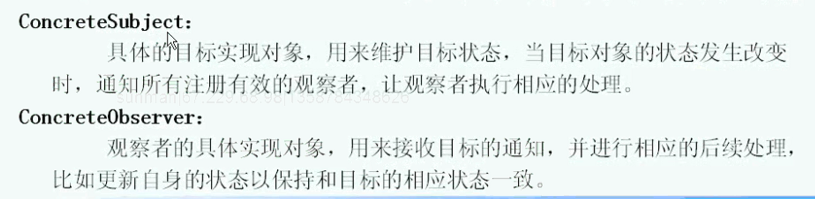 ConcreteSubject：
具体的目标实现对象，用来维护目标状态，当目标对象的状态发生改变
时，通知所有注册有效的观察者，让观察者执行相应的处理。
ConcreteObserver：
观察者的具体实现对象，用来接收目标的通知，并进行相应的后续处理，
比如更新自身的状态以保持和目标的相应状态一致。